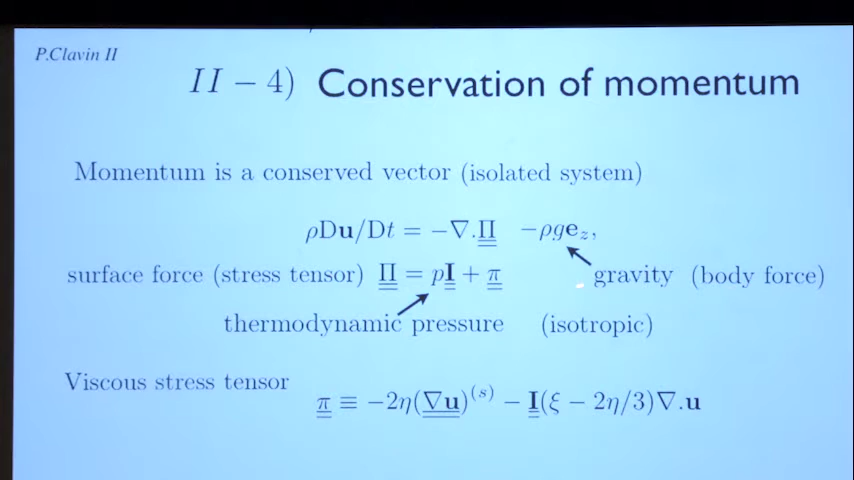 P.Clavin II
II − 4) Conservation of momentum
Momentum is a conserved vector (isolated system)
ρDu/Dt = −∇.Π −ρge_z,
surface force (stress tensor) Π = pI + π gravity (body force)
thermodynamic pressure (isotropic)
Viscous stress tensor
π ≡ −2η(∇u)^(s) − I(ξ − 2η/3)∇.u